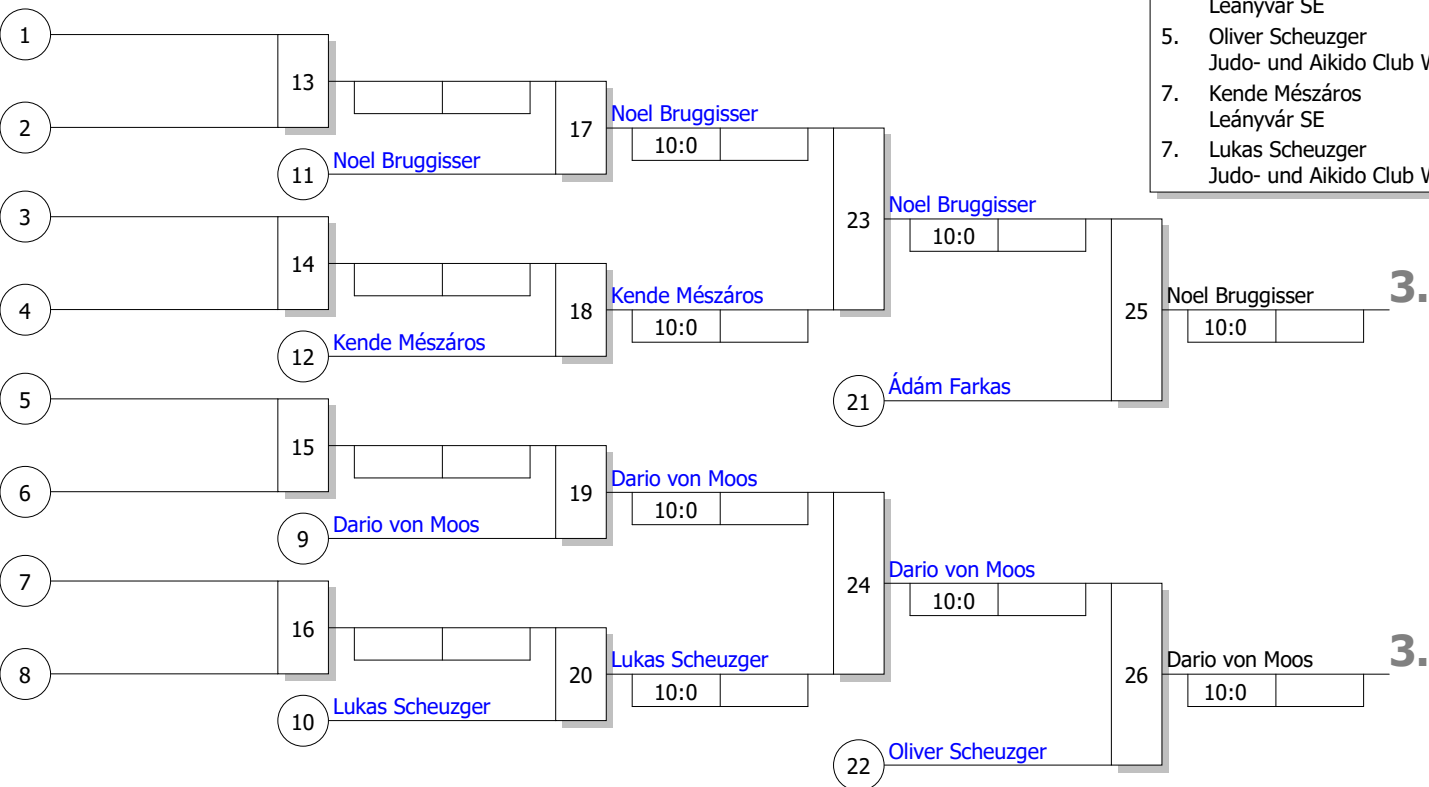 Leányvár SE
5. Oliver Scheuzger
Judo- und Aikido Club
7. Kende Mészáros
Leányvár SE
7. Lukas Scheuzger
Judo- und Aikido Club
1
13
2
17
Noel Bruggisser
10:0
11
Noel Bruggisser
3
23
Noel Bruggisser
10:0
14
4
18
Kende Mészáros
10:0
12
Kende Mészáros
25
Noel Bruggisser
3.
10:0
5
21
Ádám Farkas
15
6
19
Dario von Moos
10:0
9
Dario von Moos
7
24
Dario von Moos
10:0
16
8
20
Lukas Scheuzger
10:0
10
Lukas Scheuzger
26
Dario von Moos
3.
10:0
22
Oliver Scheuzger